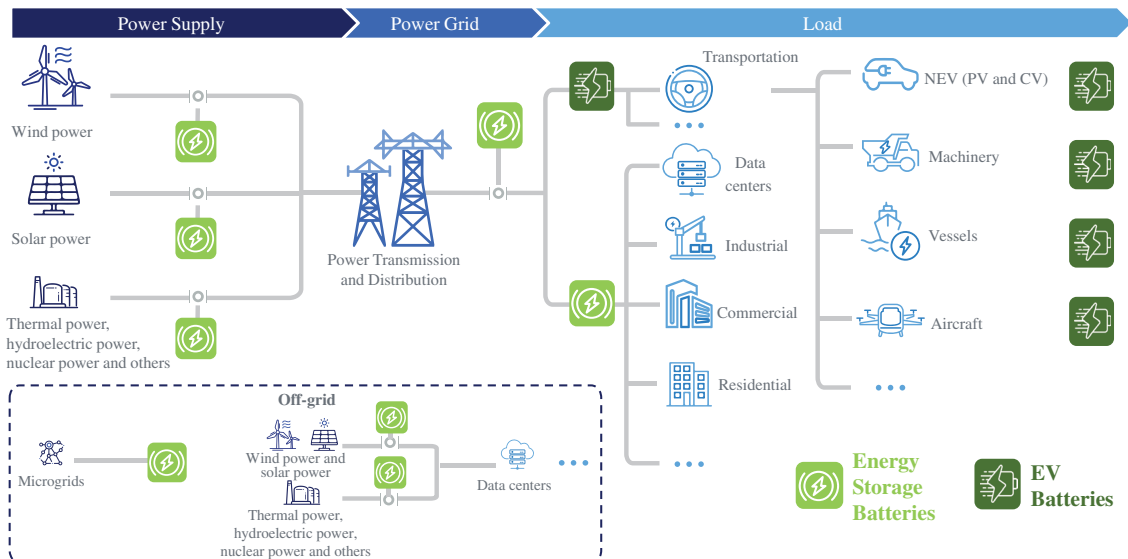 Power Supply
Power Grid
Load
Wind power
Solar power
Thermal power,
hydroelectric power,
nuclear power and others
Power Transmission
and Distribution
Transportation
Data
centers
Industrial
Commercial
Residential
NEV (PV and CV)
Machinery
Vessels
Aircraft
Off-grid
Microgrids
Wind power and
solar power
Thermal power,
hydroelectric power,
nuclear power and others
Data centers
Energy
Storage
Batteries
EV
Batteries